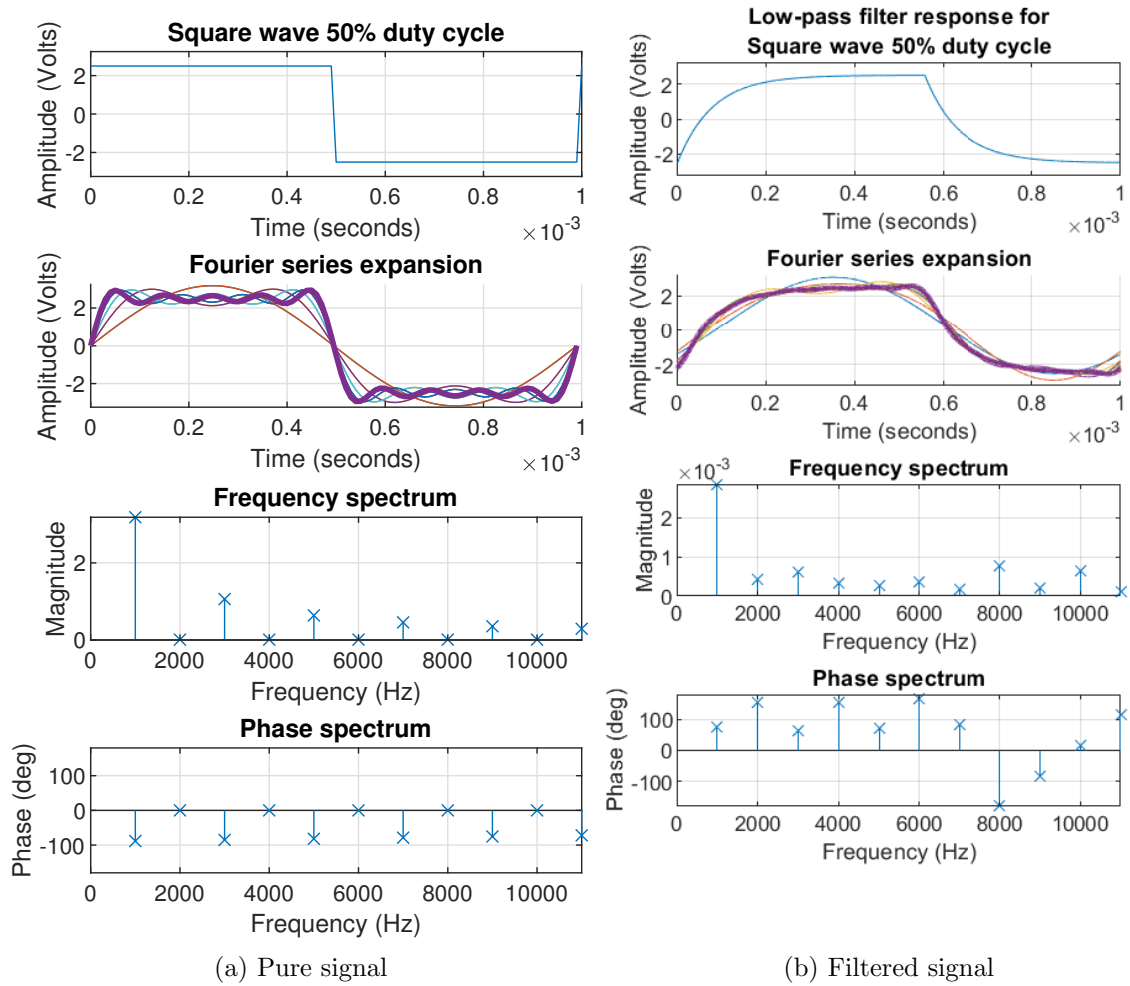 Square wave 50% duty cycle
Amplitude (Volts)
2
0
-2
0 0.2 0.4 0.6 0.8 1
Time (seconds)
×10-3
Fourier series expansion
Amplitude (Volts)
2
0
-2
0 0.2 0.4 0.6 0.8 1
Time (seconds)
×10-3
Frequency spectrum
Magnitude
2
0
0 2000 4000 6000 8000 10000
Frequency (Hz)
Phase spectrum
Phase (deg)
100
0
-100
0 2000 4000 6000 8000 10000
Frequency (Hz)
(a) Pure signal
Low-pass filter response for
Square wave 50% duty cycle
Amplitude (Volts)
2
0
-2
0 0.2 0.4 0.6 0.8 1
Time (seconds)
×10-3
Fourier series expansion
Amplitude (Volts)
2
0
-2
0 0.2 0.4 0.6 0.8 1
Time (seconds)
×10-3
×10-3
Frequency spectrum
Magnitude
2
1
0
0 2000 4000 6000 8000 10000
Frequency (Hz)
Phase spectrum
Phase (deg)
100
0
-100
0 2000 4000 6000 8000 10000
Frequency (Hz)
(b) Filtered signal